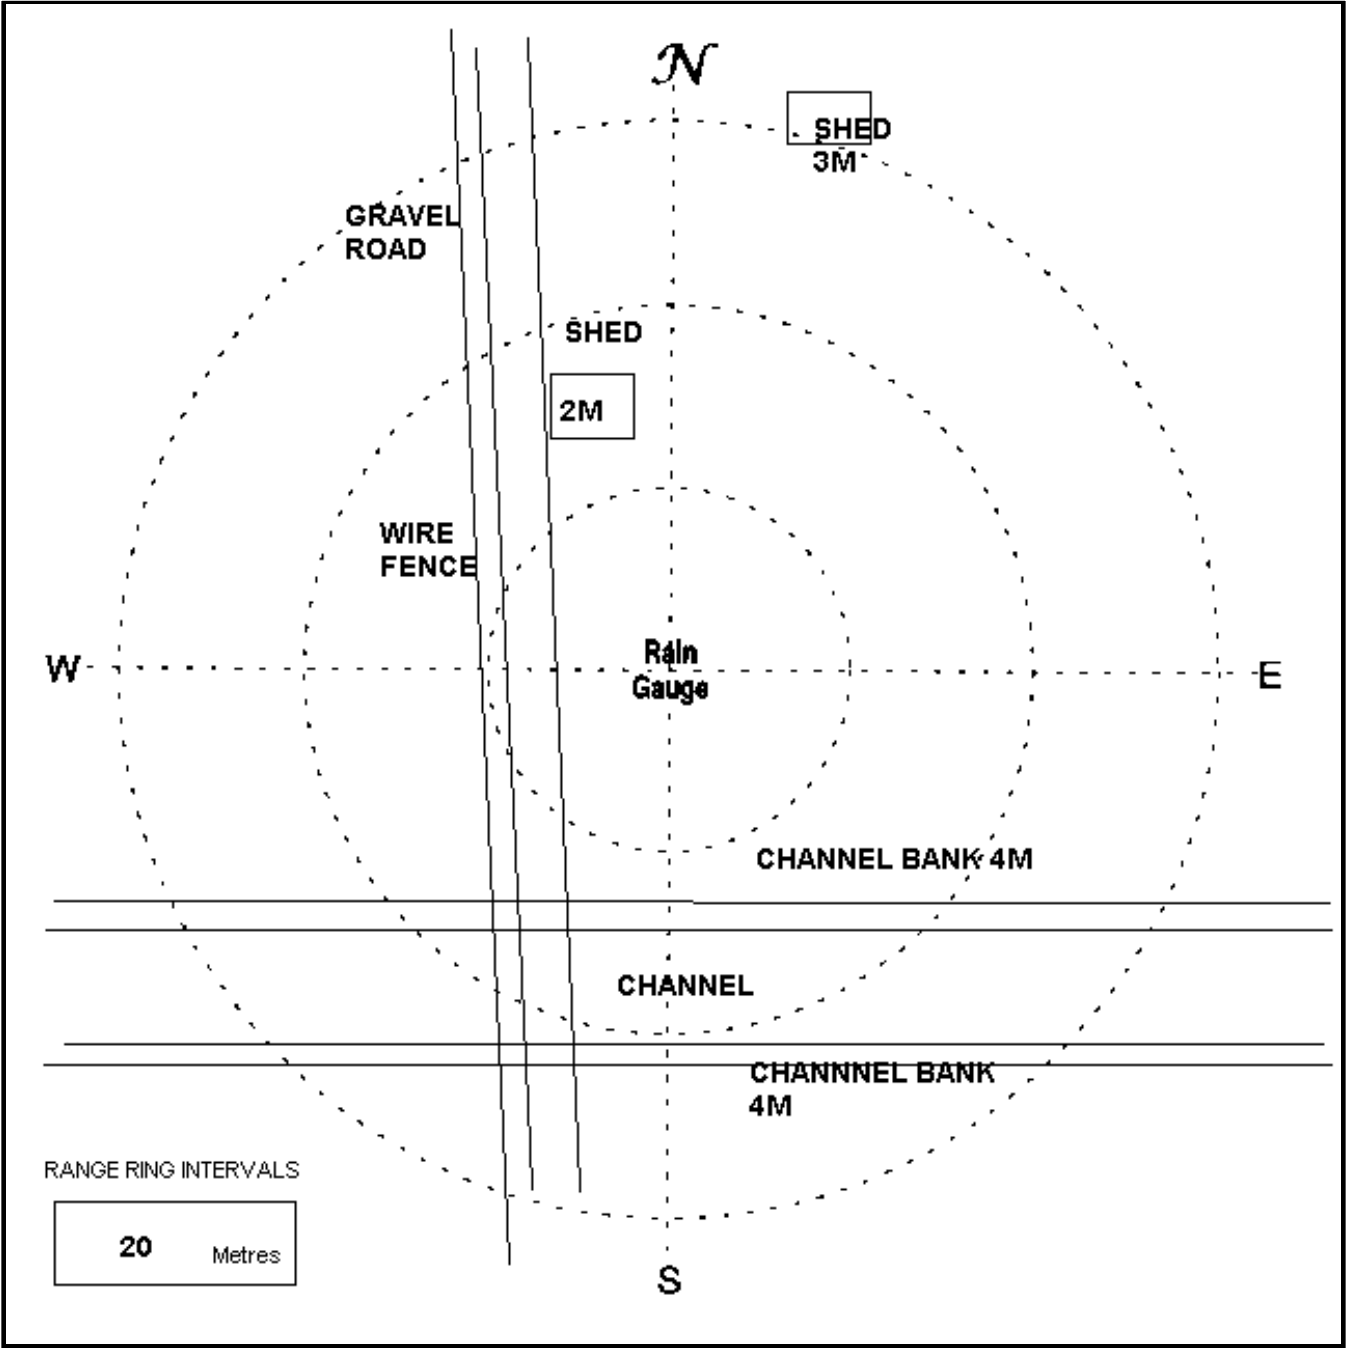 N
SHED
3M
GRAVEL
ROAD
SHED
2M
WIRE
FENCE
W
Rain
Gauge
E
CHANNEL BANK 4M
CHANNEL
CHANNNEL BANK
4M
RANGE RING INTERVALS
20 Metres
S